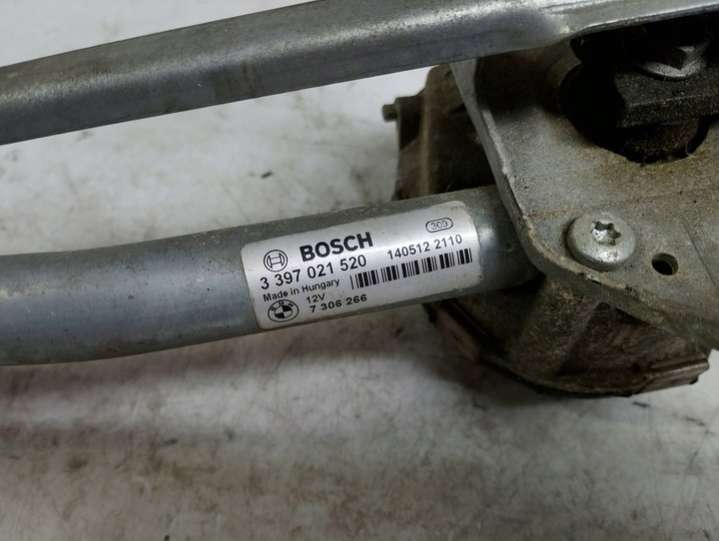 BOSCH 309
3 397 021 520 140512 2110
Made in Hungary
12V
7 306 266